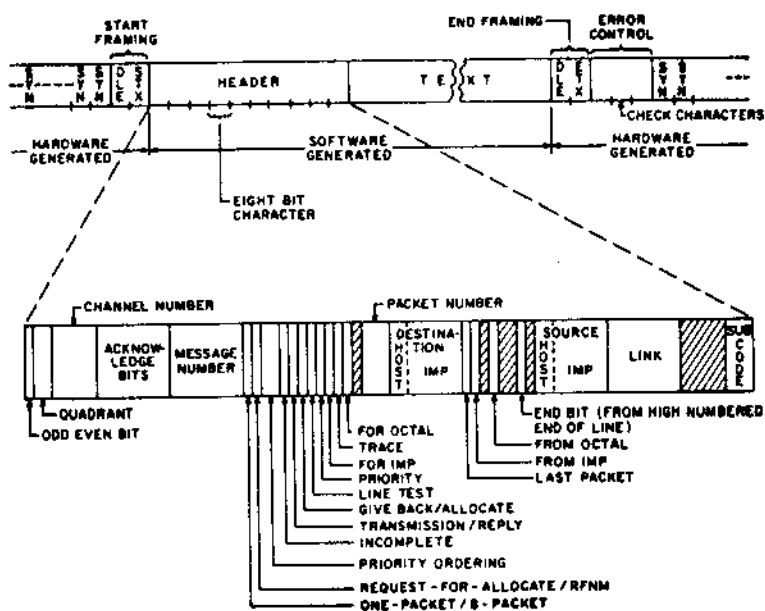 START FRAMING
END FRAMING
ERROR CONTROL
SYN
SYN
SYN
DLE
STX
HEADER
TEXT
DLE
ETX
SYN
SYN
CHECK CHARACTERS
HARDWARE GENERATED
SOFTWARE GENERATED
HARDWARE GENERATED
EIGHT BIT CHARACTER
CHANNEL NUMBER
PACKET NUMBER
ACKNOW-
LEDGE
BITS
MESSAGE
NUMBER
DESTINA-
TION
HOST
IMP
SOURCE
HOST
IMP
LINK
SUB
CODE
QUADRANT
ODD EVEN BIT
FOR OCTAL
TRACE
FOR IMP
PRIORITY
LINE TEST
GIVE BACK/ALLOCATE
TRANSMISSION/REPLY
INCOMPLETE
PRIORITY ORDERING
REQUEST-FOR-ALLOCATE/RFNM
ONE-PACKET/8-PACKET
END BIT (FROM HIGH NUMBERED
END OF LINE)
FROM OCTAL
FROM IMP
LAST PACKET